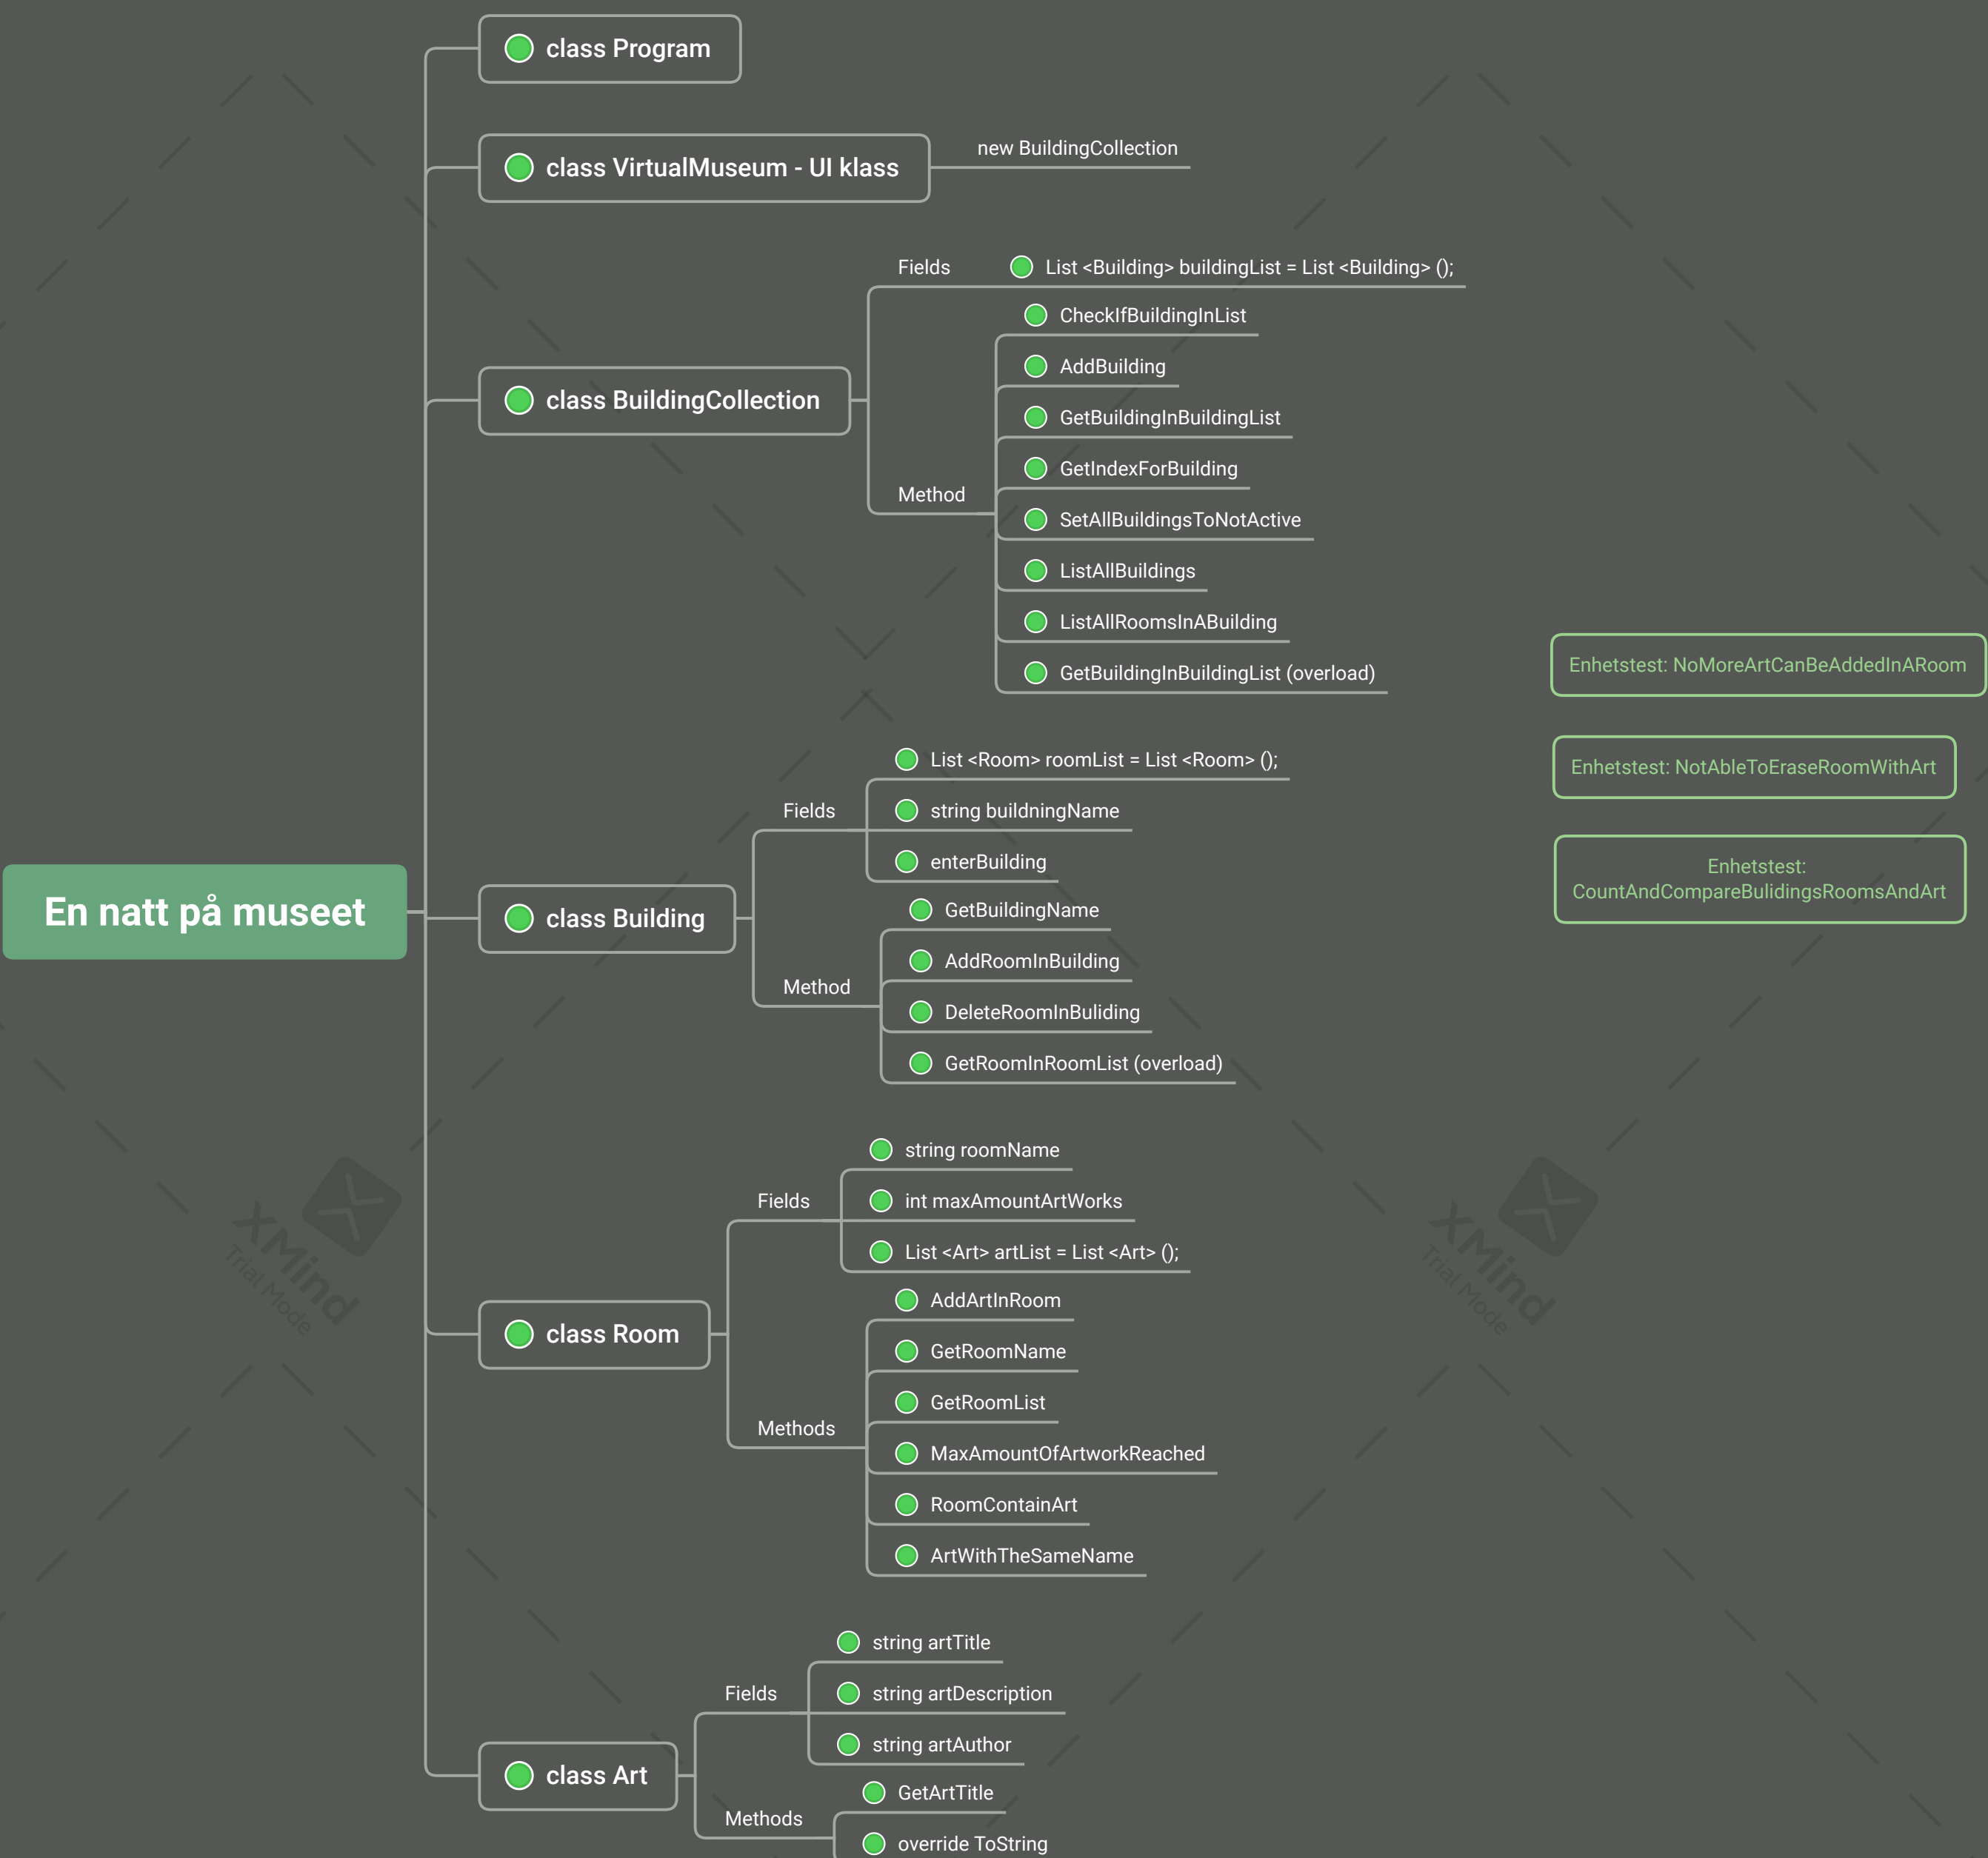 En natt på museet
class Program
class VirtualMuseum - UI klass
new BuildingCollection
class BuildingCollection
Fields
List <Building> buildingList = List <Building> ();
Method
CheckIfBuildingInList
AddBuilding
GetBuildingInBuildingList
GetIndexForBuilding
SetAllBuildingsToNotActive
ListAllBuildings
ListAllRoomsInABuilding
GetBuildingInBuildingList (overload)
class Building
Fields
List <Room> roomList = List <Room> ();
string buildningName
enterBuilding
Method
GetBuildingName
AddRoomInBuilding
DeleteRoomInBuliding
GetRoomInRoomList (overload)
class Room
Fields
string roomName
int maxAmountArtWorks
List <Art> artList = List <Art> ();
Methods
AddArtInRoom
GetRoomName
GetRoomList
MaxAmountOfArtworkReached
RoomContainArt
ArtWithTheSameName
class Art
Fields
string artTitle
string artDescription
string artAuthor
Methods
GetArtTitle
override ToString
Enhetstest: NoMoreArtCanBeAddedInARoom
Enhetstest: NotAbleToEraseRoomWithArt
Enhetstest:
CountAndCompareBulidingsRoomsAndArt
XMind
Trial Mode
XMind
Trial Mode